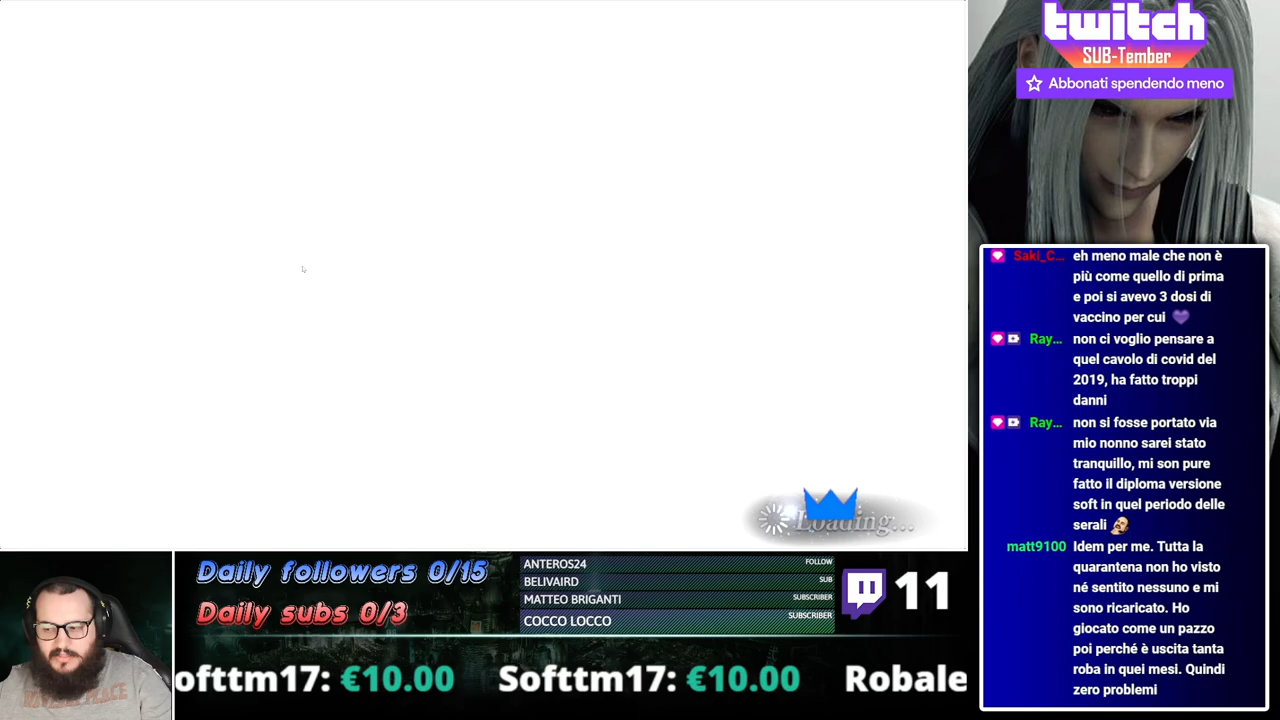 twitch
SUB-Tember
Abbonati spendendo meno
Saki_C... eh meno male che non è
più come quello di prima
e poi si avevo 3 dosi di
vaccino per cui
Ray... non ci voglio pensare a
quel cavolo di covid del
2019, ha fatto troppi
danni
Ray... non si fosse portato via
mio nonno sarei stato
tranquillo, mi son pure
fatto il diploma versione
soft in quel periodo delle
serali
matt9100 Idem per me. Tutta la
quarantena non ho visto
né sentito nessuno e mi
sono ricaricato. Ho
giocato come un pazzo
poi perché è uscita tanta
roba in quei mesi. Quindi
zero problemi
Loading...
Daily followers 0/15
Daily subs 0/3
ANTEROS24 FOLLOW
BELIVAIRD SUB
MATTEO BRIGANTI SUBSCRIBER
COCCO LOCCO SUBSCRIBER
11
ofttm17: €10.00 Softtm17: €10.00 Robale